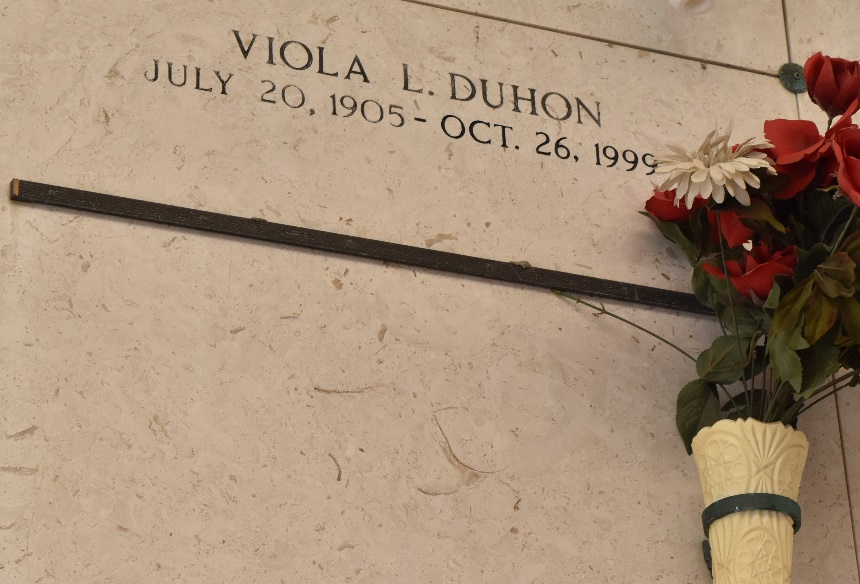 VIOLA L. DUHON
JULY 20, 1905 - OCT. 26, 1999